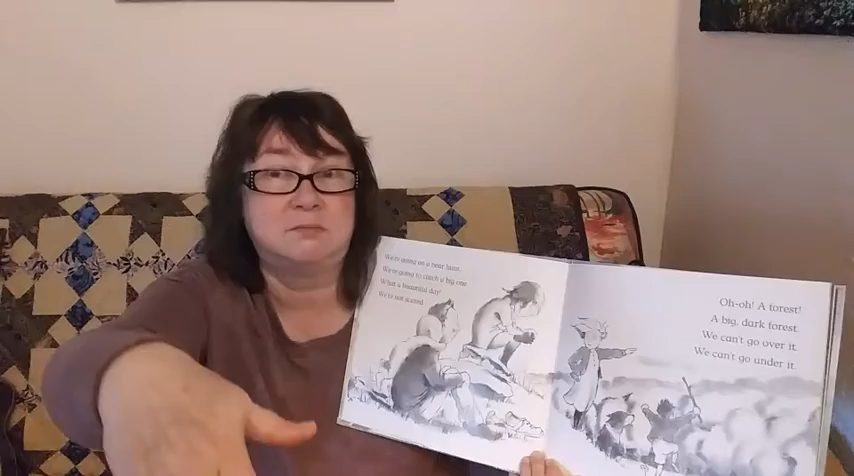 We're going on a bear hunt.
We're going to catch a big one.
What a beautiful day!
We're not scared.
Oh-oh! A forest!
A big, dark forest.
We can't go over it.
We can't go under it.